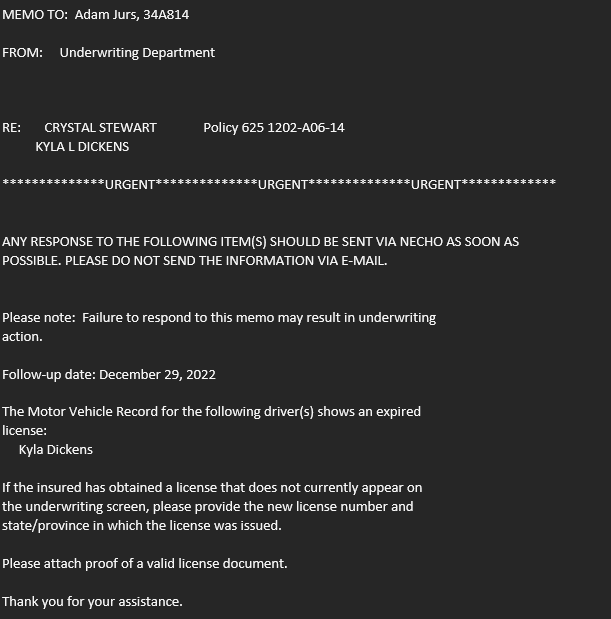 MEMO TO: Adam Jurs, 34A814
FROM: Underwriting Department
RE: CRYSTAL STEWART Policy 625 1202-A06-14
KYLA L DICKENS
**************URGENT**************URGENT**************URGENT*************
ANY RESPONSE TO THE FOLLOWING ITEM(S) SHOULD BE SENT VIA NECHO AS SOON AS
POSSIBLE. PLEASE DO NOT SEND THE INFORMATION VIA E-MAIL.
Please note: Failure to respond to this memo may result in underwriting
action.
Follow-up date: December 29, 2022
The Motor Vehicle Record for the following driver(s) shows an expired
license:
Kyla Dickens
If the insured has obtained a license that does not currently appear on
the underwriting screen, please provide the new license number and
state/province in which the license was issued.
Please attach proof of a valid license document.
Thank you for your assistance.